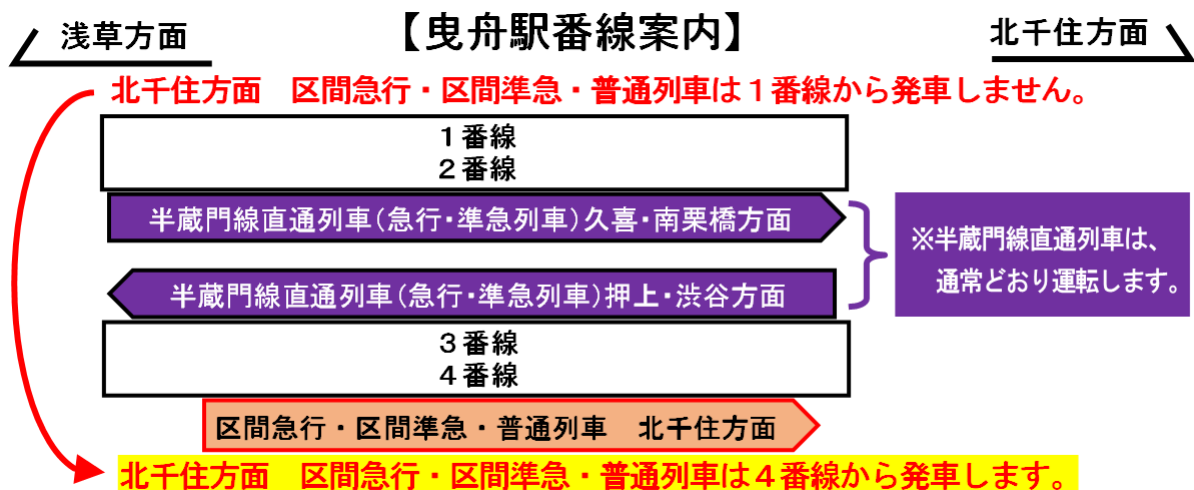 浅草方面
【曳舟駅番線案内】
北千住方面
北千住方面　区間急行・区間準急・普通列車は１番線から発車しません。
１番線
２番線
半蔵門線直通列車（急行・準急列車）久喜・南栗橋方面
※半蔵門線直通列車は、
通常どおり運転します。
半蔵門線直通列車（急行・準急列車）押上・渋谷方面
３番線
４番線
区間急行・区間準急・普通列車　北千住方面
北千住方面　区間急行・区間準急・普通列車は４番線から発車します。